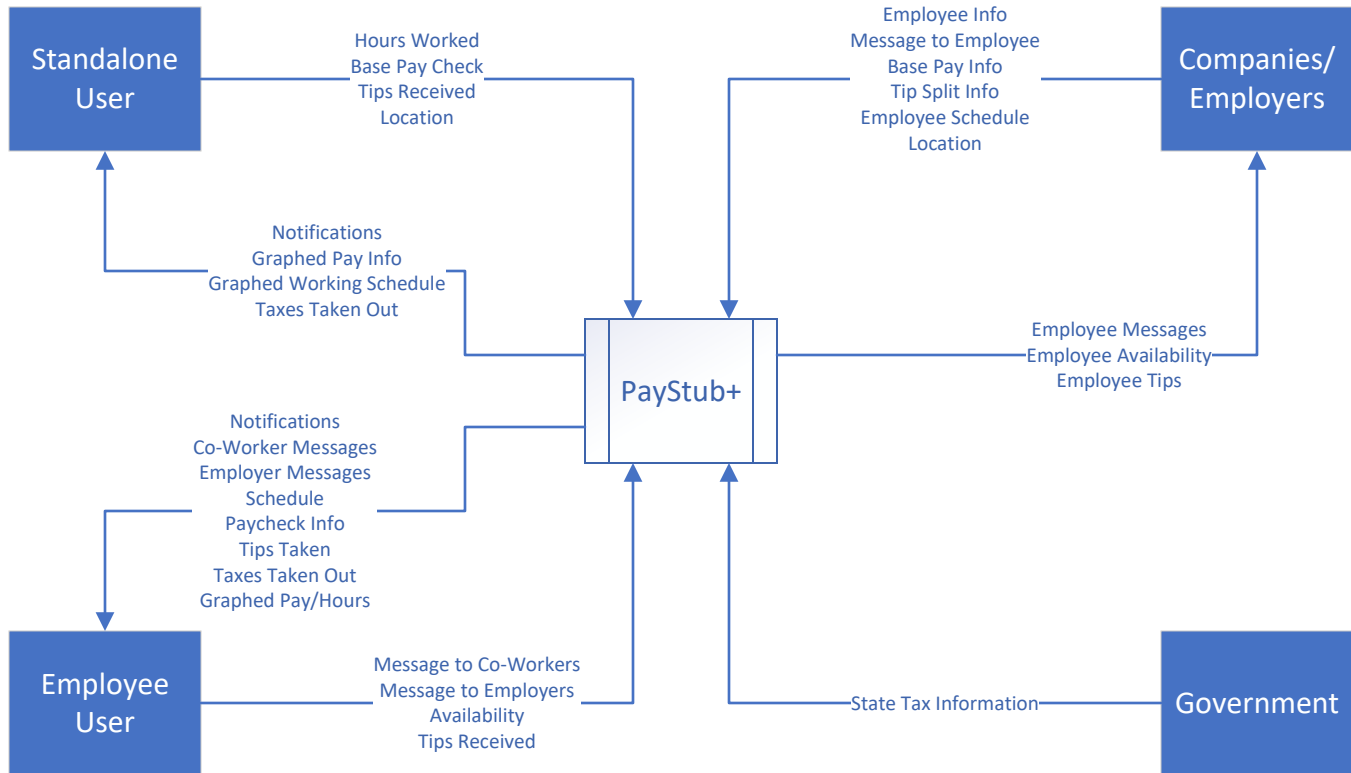 Standalone
User
Hours Worked
Base Pay Check
Tips Received
Location
Employee Info
Message to Employee
Base Pay Info
Tip Split Info
Employee Schedule
Location
Companies/
Employers
Notifications
Graphed Pay Info
Graphed Working Schedule
Taxes Taken Out
PayStub+
Employee Messages
Employee Availability
Employee Tips
Notifications
Co-Worker Messages
Employer Messages
Schedule
Paycheck Info
Tips Taken
Taxes Taken Out
Graphed Pay/Hours
Employee
User
Message to Co-Workers
Message to Employers
Availability
Tips Received
State Tax Information
Government